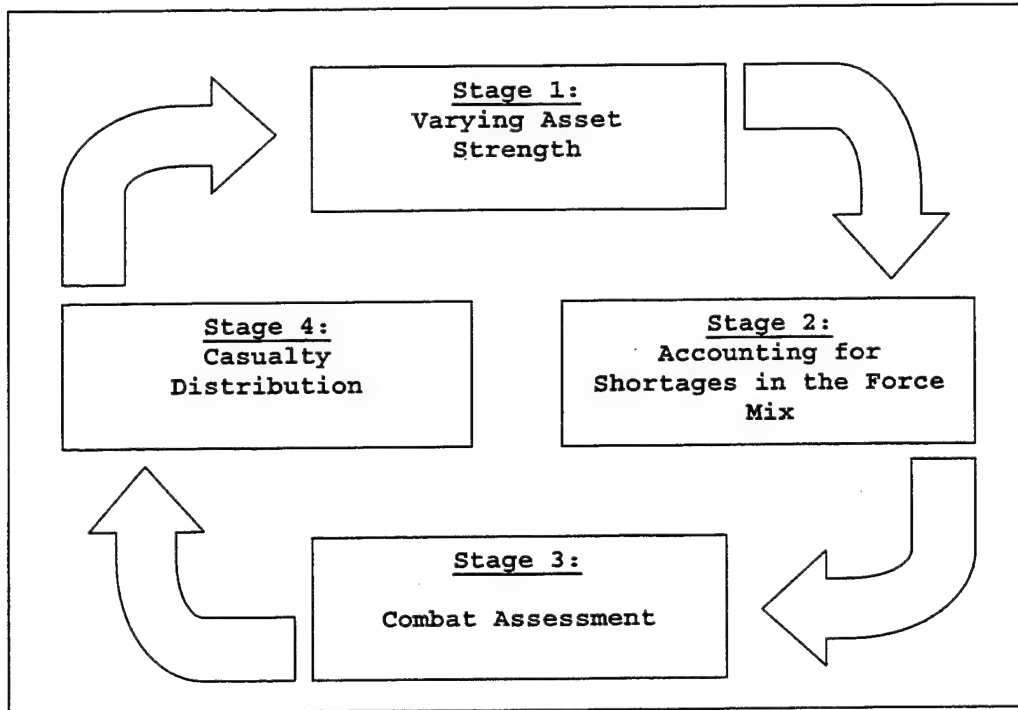 Stage 1:
Varying Asset
Strength
Stage 2:
Accounting for
Shortages in the Force
Mix
Stage 3:
Combat Assessment
Stage 4:
Casualty
Distribution